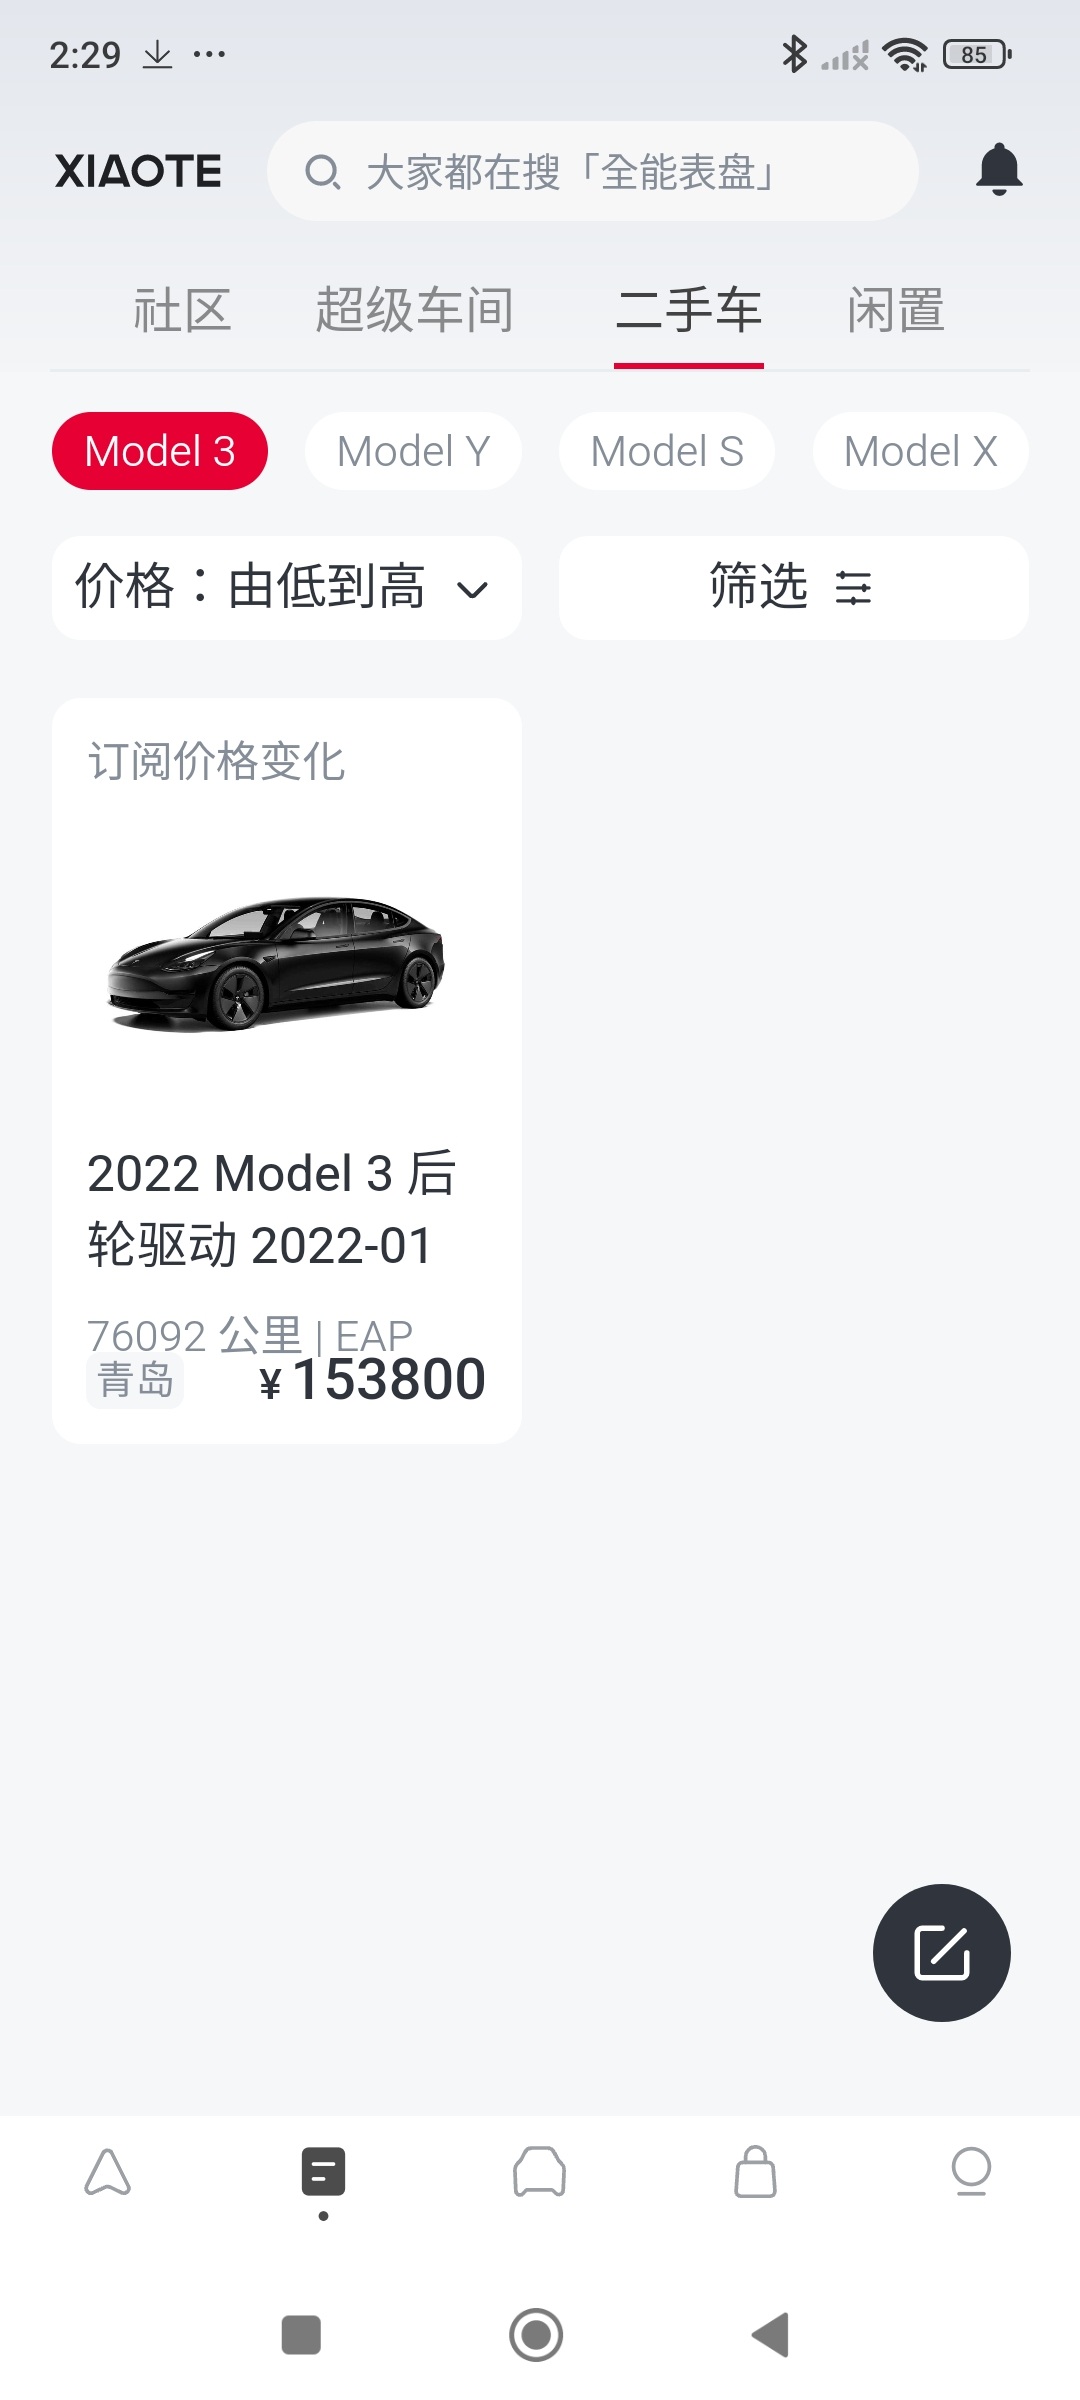 2:29
85
XIAOTE
大家都在搜「全能表盘」
社区 超级车间 二手车 闲置
Model 3 Model Y Model S Model X
价格：由低到高 筛选
订阅价格变化
2022 Model 3 后
轮驱动 2022-01
76092 公里 | EAP
青岛 ¥ 153800